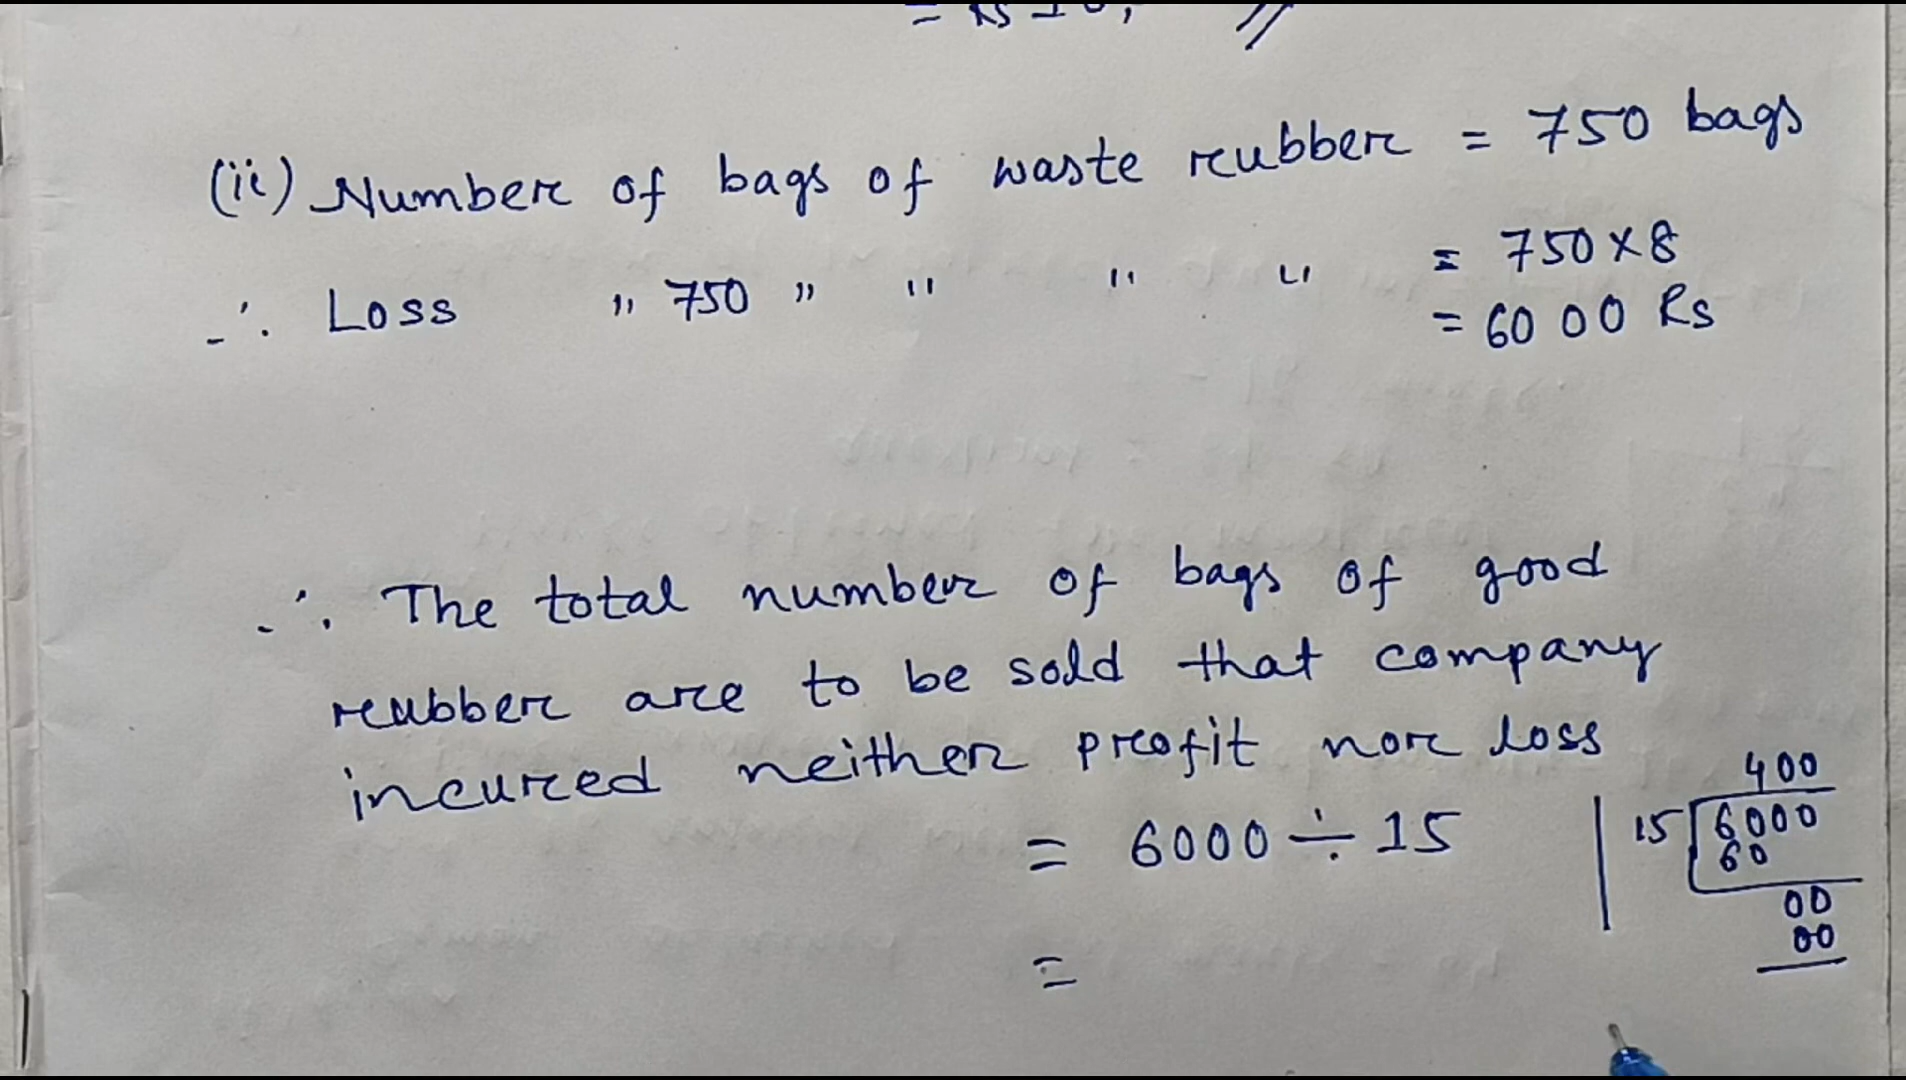 (ii) Number of bags of waste rubber = 750 bags
∴ Loss " 750 " " " " = 750 × 8
= 6000 Rs
∴ The total number of bags of good
rubber are to be sold that company
incured neither profit nor loss
= 6000 ÷ 15
=
400
15 6000
60
00
00